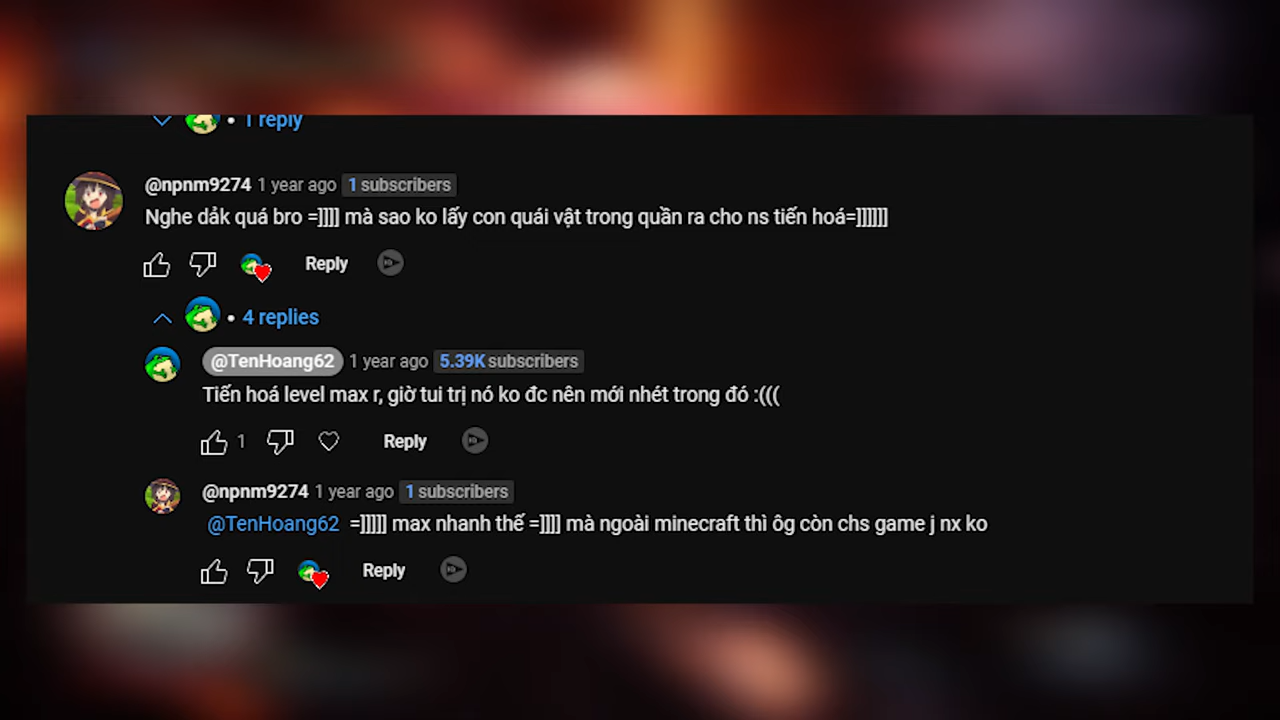 • 1 reply
@npnm9274 1 year ago 1 subscribers
Nghe dảk quá bro =]]]] mà sao ko lấy con quái vật trong quần ra cho ns tiến hoá=]]]]]]
Reply
• 4 replies
@TenHoang62 1 year ago 5.39K subscribers
Tiến hoá level max r, giờ tui trị nó ko đc nên mới nhét trong đó :(((
1 Reply
@npnm9274 1 year ago 1 subscribers
@TenHoang62 =]]]]] max nhanh thế =]]]] mà ngoài minecraft thì ôg còn chs game j nx ko
Reply